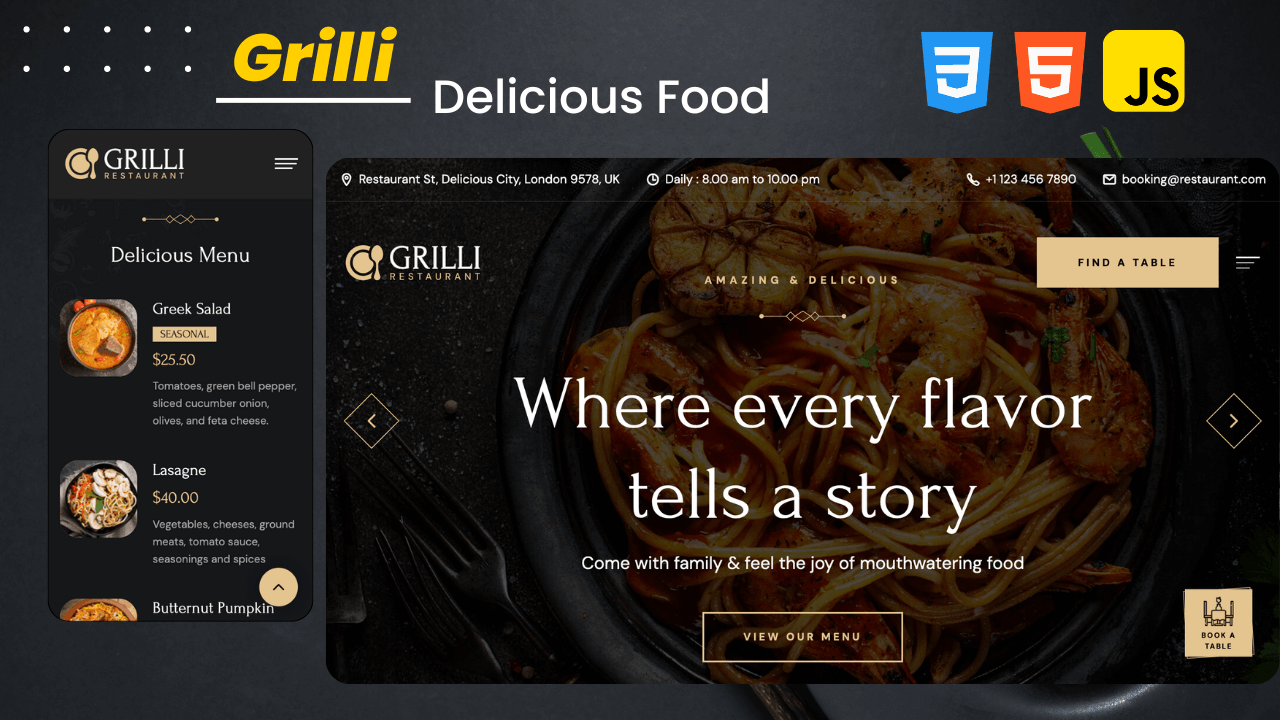 Grilli
Delicious Food
3
5
JS
GRILLI
RESTAURANT
Delicious Menu
Greek Salad
SEASONAL
$25.50
Tomatoes, green bell pepper,
sliced cucumber onion,
olives, and feta cheese.
Lasagne
$40.00
Vegetables, cheeses, ground
meats, tomato sauce,
seasonings and spices
Butternut Pumpkin
Restaurant St, Delicious City, London 9578, UK
Daily : 8.00 am to 10.00 pm
+1 123 456 7890
booking@restaurant.com
GRILLI
RESTAURANT
FIND A TABLE
AMAZING & DELICIOUS
Where every flavor
tells a story
Come with family & feel the joy of mouthwatering food
VIEW OUR MENU
BOOK A
TABLE